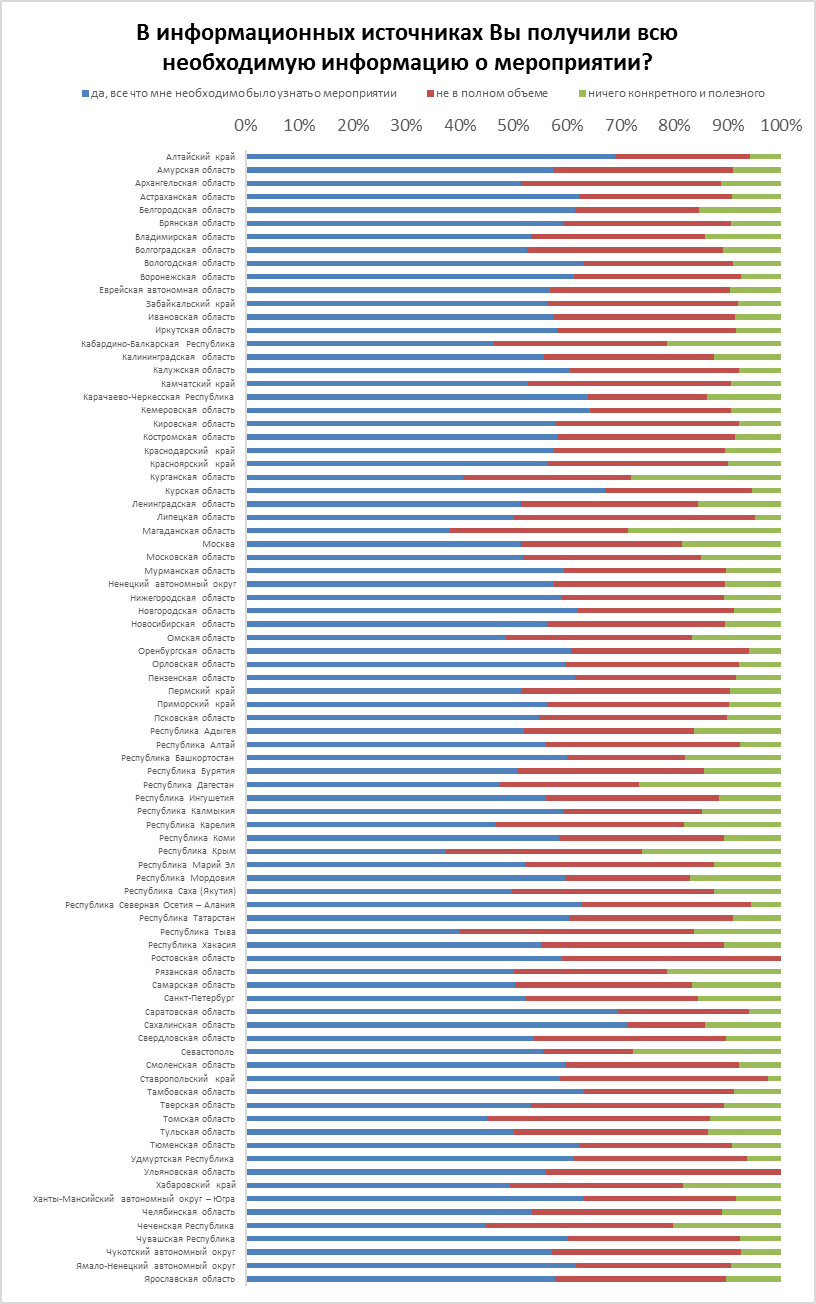 В информационных источниках Вы получили всю
необходимую информацию о мероприятии?
да, все что мне необходимо было узнать о мероприятии не в полном объеме ничего конкретного и полезного
0% 10% 20% 30% 40% 50% 60% 70% 80% 90% 100%
Алтайский край
Амурская область
Архангельская область
Астраханская область
Белгородская область
Брянская область
Владимирская область
Волгоградская область
Вологодская область
Воронежская область
Еврейская автономная область
Забайкальский край
Ивановская область
Иркутская область
Кабардино-Балкарская Республика
Калининградская область
Калужская область
Камчатский край
Карачаево-Черкесская Республика
Кемеровская область
Кировская область
Костромская область
Краснодарский край
Красноярский край
Курганская область
Курская область
Ленинградская область
Липецкая область
Магаданская область
Москва
Московская область
Мурманская область
Ненецкий автономный округ
Нижегородская область
Новгородская область
Новосибирская область
Омская область
Оренбургская область
Орловская область
Пензенская область
Пермский край
Приморский край
Псковская область
Республика Адыгея
Республика Алтай
Республика Башкортостан
Республика Бурятия
Республика Дагестан
Республика Ингушетия
Республика Калмыкия
Республика Карелия
Республика Коми
Республика Крым
Республика Марий Эл
Республика Мордовия
Республика Саха (Якутия)
Республика Северная Осетия – Алания
Республика Татарстан
Республика Тыва
Республика Хакасия
Ростовская область
Рязанская область
Самарская область
Санкт-Петербург
Саратовская область
Сахалинская область
Свердловская область
Севастополь
Смоленская область
Ставропольский край
Тамбовская область
Тверская область
Томская область
Тульская область
Тюменская область
Удмуртская Республика
Ульяновская область
Хабаровский край
Ханты-Мансийский автономный округ – Югра
Челябинская область
Чеченская Республика
Чувашская Республика
Чукотский автономный округ
Ямало-Ненецкий автономный округ
Ярославская область